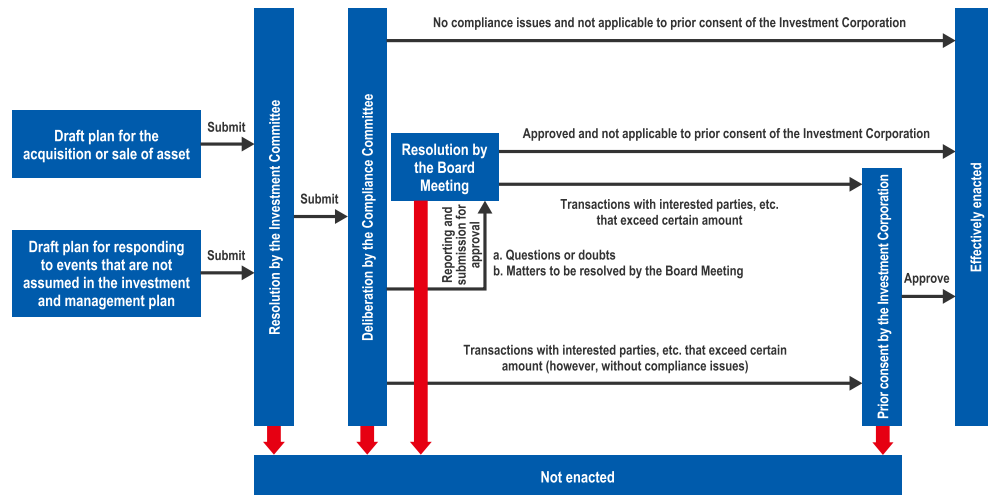 No compliance issues and not applicable to prior consent of the Investment Corporation
Draft plan for the
acquisition or sale of asset
Submit
Draft plan for responding
to events that are not
assumed in the investment
and management plan
Submit
Resolution by the Investment Committee
Submit
Deliberation by the Compliance Committee
Resolution by
the Board
Meeting
Approved and not applicable to prior consent of the Investment Corporation
Transactions with interested parties, etc.
that exceed certain amount
Reporting and
submission for
approval
a. Questions or doubts
b. Matters to be resolved by the Board Meeting
Transactions with interested parties, etc. that exceed certain
amount (however, without compliance issues)
Prior consent by the Investment Corporation
Approve
Effectively enacted
Not enacted